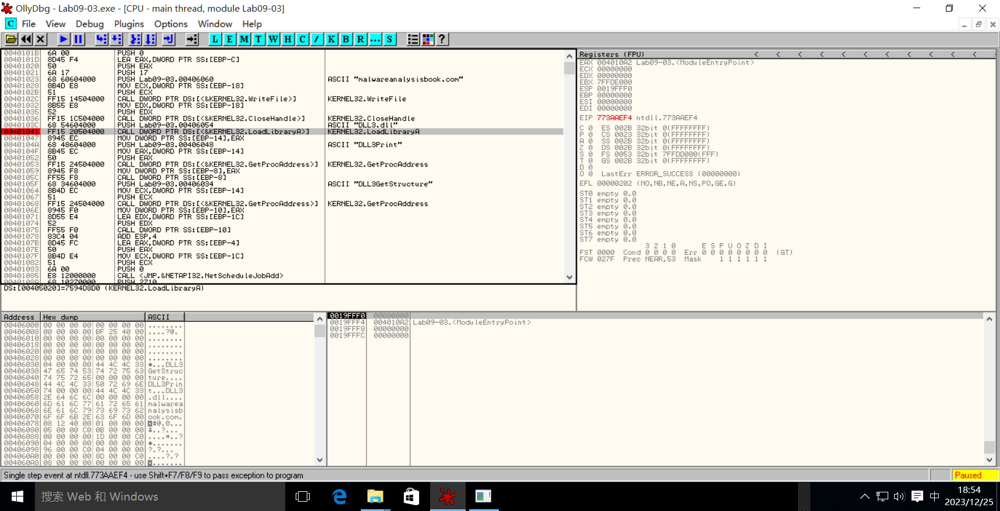 OllyDbg - Lab09-03.exe - [CPU - main thread, module Lab09-03]
C File View Debug Plugins Options Window Help
L E M T W H C / K B R ... S ?
0040101B 6A 00 PUSH 0
0040101D 8D45 F4 LEA EAX,DWORD PTR SS:[EBP-C]
00401020 50 PUSH EAX
00401021 6A 17 PUSH 17
00401023 68 60604000 PUSH Lab09-03.00406060 ASCII "malwareanalysisbook.com"
00401028 8B4D E8 MOV ECX,DWORD PTR SS:[EBP-18]
0040102B 51 PUSH ECX
0040102C FF15 14504000 CALL DWORD PTR DS:[<&KERNEL32.WriteFile>] KERNEL32.WriteFile
00401032 8B55 E8 MOV EDX,DWORD PTR SS:[EBP-18]
00401035 52 PUSH EDX
00401036 FF15 1C504000 CALL DWORD PTR DS:[<&KERNEL32.CloseHandle>] KERNEL32.CloseHandle
0040103C 68 54604000 PUSH Lab09-03.00406054 ASCII "DLL3.dll"
00401041 FF15 20504000 CALL DWORD PTR DS:[<&KERNEL32.LoadLibraryA>] KERNEL32.LoadLibraryA
00401047 8945 EC MOV DWORD PTR SS:[EBP-14],EAX
0040104A 68 48604000 PUSH Lab09-03.00406048 ASCII "DLL3Print"
0040104F 8B45 EC MOV EAX,DWORD PTR SS:[EBP-14]
00401052 50 PUSH EAX
00401053 FF15 24504000 CALL DWORD PTR DS:[<&KERNEL32.GetProcAddress>] KERNEL32.GetProcAddress
00401059 8945 F8 MOV DWORD PTR SS:[EBP-8],EAX
0040105C FF55 F8 CALL DWORD PTR SS:[EBP-8]
0040105F 68 34604000 PUSH Lab09-03.00406034 ASCII "DLL3GetStructure"
00401064 8B4D EC MOV ECX,DWORD PTR SS:[EBP-14]
00401067 51 PUSH ECX
00401068 FF15 24504000 CALL DWORD PTR DS:[<&KERNEL32.GetProcAddress>] KERNEL32.GetProcAddress
0040106E 8945 F0 MOV DWORD PTR SS:[EBP-10],EAX
00401071 8D55 E4 LEA EDX,DWORD PTR SS:[EBP-1C]
00401074 52 PUSH EDX
00401075 FF55 F0 CALL DWORD PTR SS:[EBP-10]
00401078 83C4 04 ADD ESP,4
0040107B 8D45 FC LEA EAX,DWORD PTR SS:[EBP-4]
0040107E 50 PUSH EAX
0040107F 8B4D E4 MOV ECX,DWORD PTR SS:[EBP-1C]
00401082 51 PUSH ECX
00401083 6A 00 PUSH 0
00401085 E8 12000000 CALL <JMP.&NETAPI32.NetScheduleJobAdd>
0040108A 68 10270000 PUSH 2710
DS:[00405020]=7594D8D0 (KERNEL32.LoadLibraryA)
Registers (FPU) < < < < < < < < < < <
EAX 004010A2 Lab09-03.<ModuleEntryPoint>
ECX 00000000
EDX 00000000
EBX 7FFDE000
ESP 0019FFF0
EBP 00000000
ESI 00000000
EDI 00000000
EIP 773AAEF4 ntdll.773AAEF4
C 0 ES 002B 32bit 0(FFFFFFFF)
P 0 CS 0023 32bit 0(FFFFFFFF)
A 0 SS 002B 32bit 0(FFFFFFFF)
Z 0 DS 002B 32bit 0(FFFFFFFF)
S 0 FS 0053 32bit 7FFDD000(FFF)
T 0 GS 002B 32bit 0(FFFFFFFF)
D 0
O 0 LastErr ERROR_SUCCESS (00000000)
EFL 00000202 (NO,NB,NE,A,NS,PO,GE,G)
ST0 empty 0.0
ST1 empty 0.0
ST2 empty 0.0
ST3 empty 0.0
ST4 empty 0.0
ST5 empty 0.0
ST6 empty 0.0
ST7 empty 0.0
3 2 1 0 E S P U O Z D I
FST 0000 Cond 0 0 0 0 Err 0 0 0 0 0 0 0 0 (GT)
FCW 027F Prec NEAR,53 Mask 1 1 1 1 1 1
Address Hex dump ASCII
00406000 00 00 00 00 00 00 00 00 ........
00406008 00 00 00 00 BF 25 40 00 ....?@.
00406010 00 00 00 00 00 00 00 00 ........
00406018 00 00 00 00 00 00 00 00 ........
00406020 00 00 00 00 00 00 00 00 ........
00406028 00 00 00 00 00 00 00 00 ........
00406030 04 00 00 00 44 4C 4C 33 ♦...DLL3
00406038 47 65 74 53 74 72 75 63 GetStruc
00406040 74 75 72 65 00 00 00 00 ture....
00406048 44 4C 4C 33 50 72 69 6E DLL3Prin
00406050 74 00 00 00 44 4C 4C 33 t...DLL3
00406058 2E 64 6C 6C 00 00 00 00 .dll....
00406060 6D 61 6C 77 61 72 65 61 malwarea
00406068 6E 61 6C 79 73 69 73 62 nalysisb
00406070 6F 6F 6B 2E 63 6F 6D 00 ook.com.
00406078 08 12 40 00 01 00 00 00
00406080 05 00 00 C0 0B 00 00 00
00406088 00 00 00 00 1D 00 00 C0
00406090 04 00 00 00 00 00 00 00 ♦.......
00406098 96 00 00 C0 04 00 00 00
004060A0 00 00 00 00 8D 00 00 C0 ....?.?
004060A8 08 00 00 00 00 00 00 00
0019FFF0 00000000
0019FFF4 004010A2 Lab09-03.<ModuleEntryPoint>
0019FFF8 00000000
0019FFFC 00000000
Single step event at ntdll.773AAEF4 - use Shift+F7/F8/F9 to pass exception to program
Paused
搜索 Web 和 Windows
中
18:54
2023/12/25